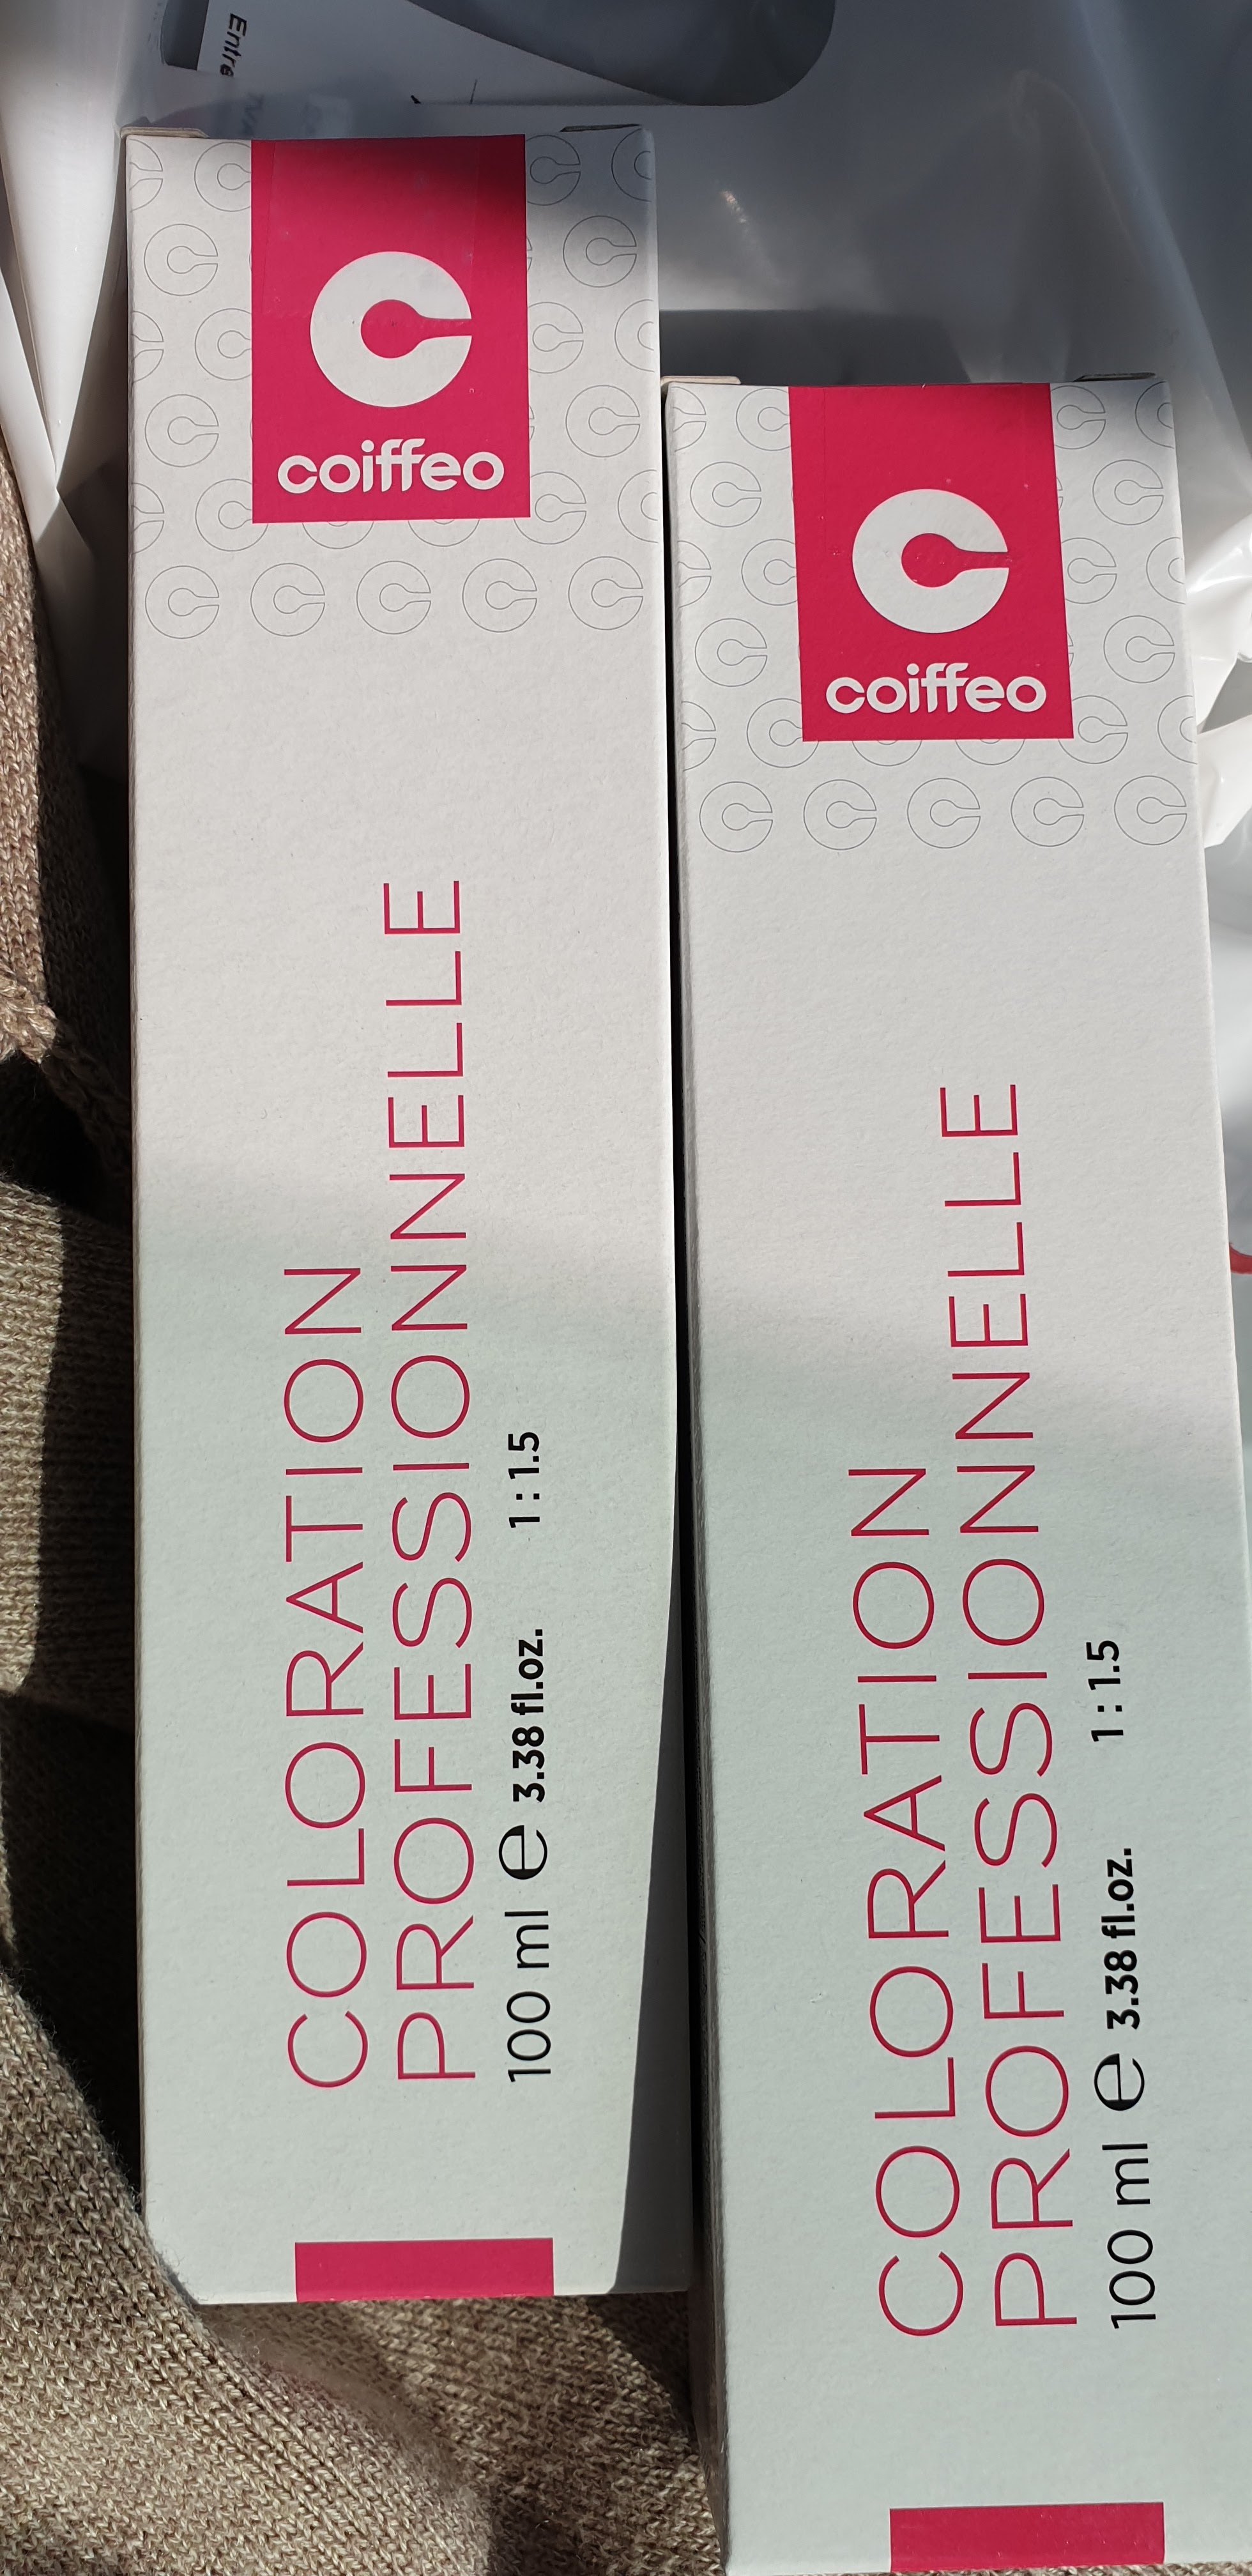 Entre
coiffeo
COLORATION
PROFESSIONNELLE
100 ml e 3.38 fl.oz. 1 : 1.5
coiffeo
COLORATION
PROFESSIONNELLE
100 ml e 3.38 fl.oz. 1 : 1.5